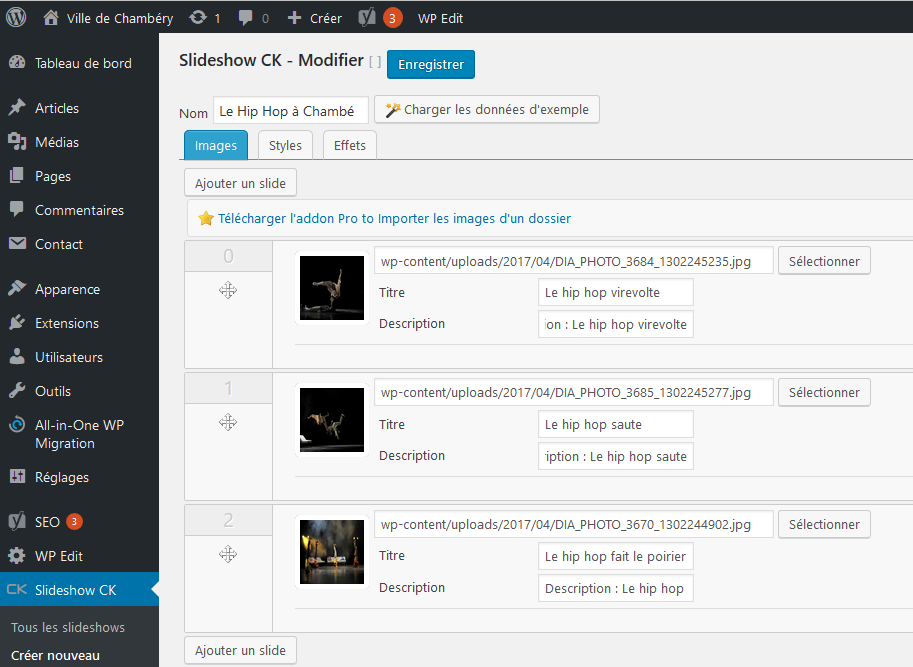 Ville de Chambéry 1 0 Créer 3 WP Edit
Tableau de bord
Articles
Médias
Pages
Commentaires
Contact
Apparence
Extensions
Utilisateurs
Outils
All-in-One WP
Migration
Réglages
SEO 3
WP Edit
CK Slideshow CK
Tous les slideshows
Créer nouveau
Slideshow CK - Modifier [ ] Enregistrer
Nom Le Hip Hop à Chambé Charger les données d'exemple
Images Styles Effets
Ajouter un slide
Télécharger l'addon Pro to Importer les images d'un dossier
0
wp-content/uploads/2017/04/DIA_PHOTO_3684_1302245235.jpg Sélectionner
Titre Le hip hop virevolte
Description ion : Le hip hop virevolte
1
wp-content/uploads/2017/04/DIA_PHOTO_3685_1302245277.jpg Sélectionner
Titre Le hip hop saute
Description iption : Le hip hop saute
2
wp-content/uploads/2017/04/DIA_PHOTO_3670_1302244902.jpg Sélectionner
Titre Le hip hop fait le poirier
Description Description : Le hip hop
Ajouter un slide